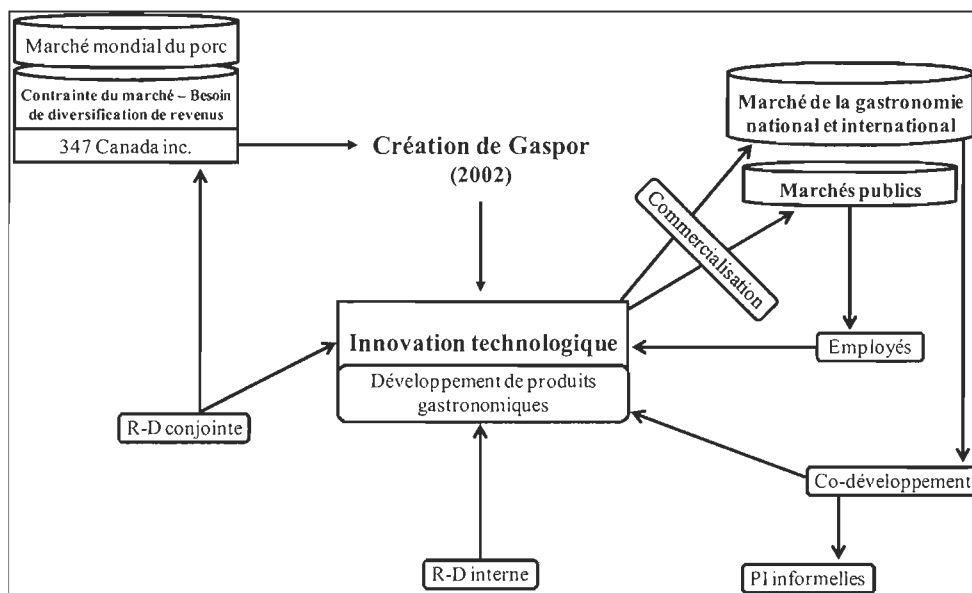 Marché mondial du porc
Contrainte du marché – Besoin
de diversification de revenus
347 Canada inc.
Création de Gaspor
(2002)
Marché de la gastronomie
national et international
Marchés publics
Commercialisation
Innovation technologique
Développement de produits
gastronomiques
Employés
R-D conjointe
Co-développement
R-D interne
PI informelles